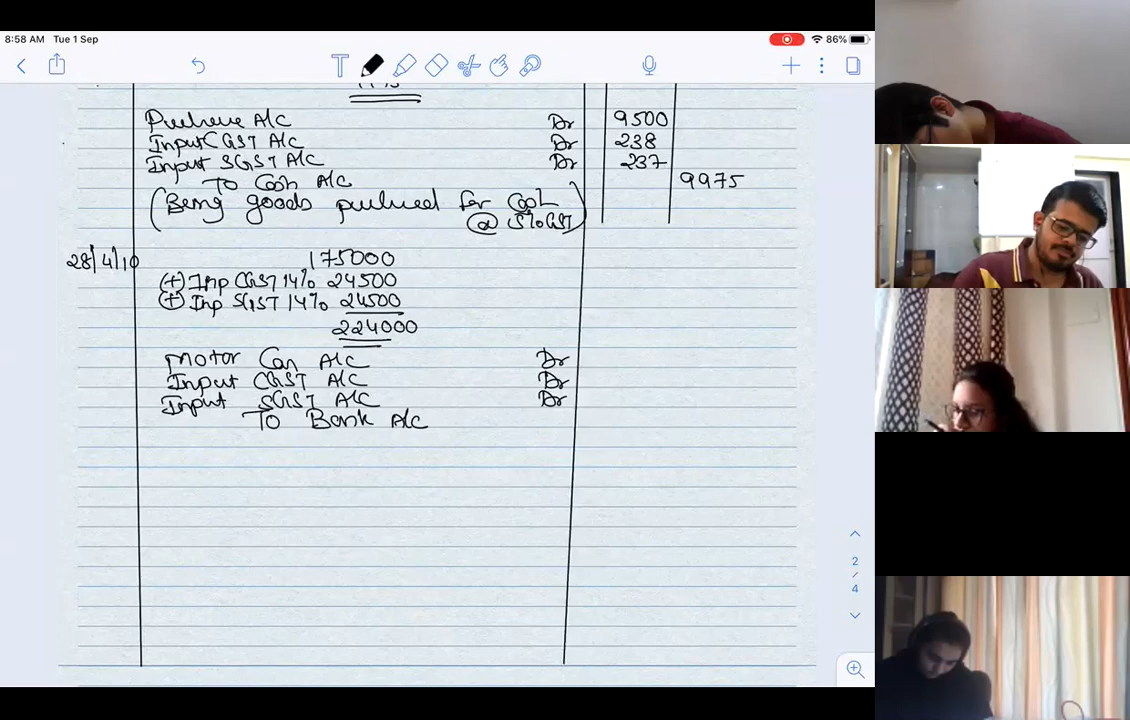 8:58 AM Tue 1 Sep
86%
Purchase A/c Dr 9500
Input CGST A/c Dr 238
Input SGST A/c Dr 237
To Cash A/c 9975
(Being goods purchased for Cash
@ 5% GST)
28/4/10 175000
(+) Inp CGST 14% 24500
(+) Inp SGST 14% 24500
224000
Motor Car A/c Dr
Input CGST A/c Dr
Input SGST A/c Dr
To Bank A/c
2
/
4